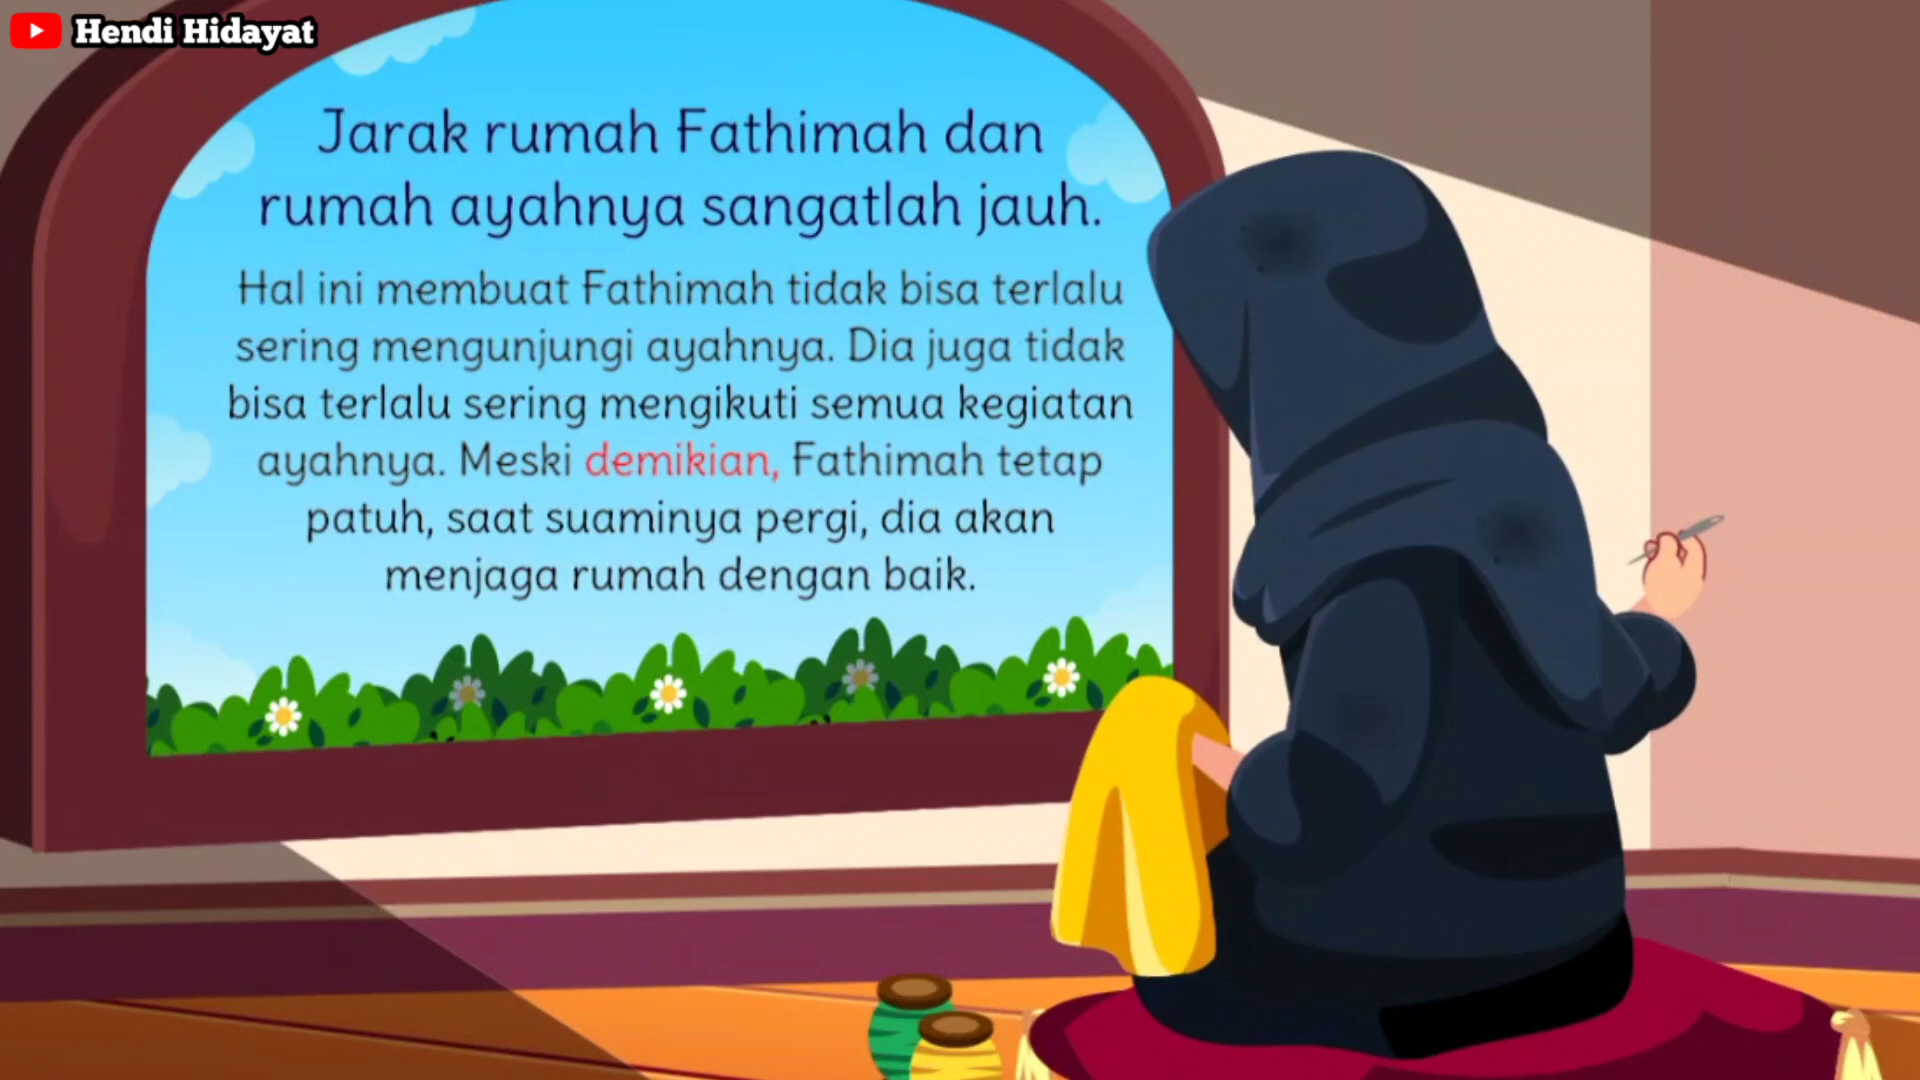 Hendi Hidayat
Jarak rumah Fathimah dan
rumah ayahnya sangatlah jauh.
Hal ini membuat Fathimah tidak bisa terlalu
sering mengunjungi ayahnya. Dia juga tidak
bisa terlalu sering mengikuti semua kegiatan
ayahnya. Meski demikian, Fathimah tetap
patuh, saat suaminya pergi, dia akan
menjaga rumah dengan baik.